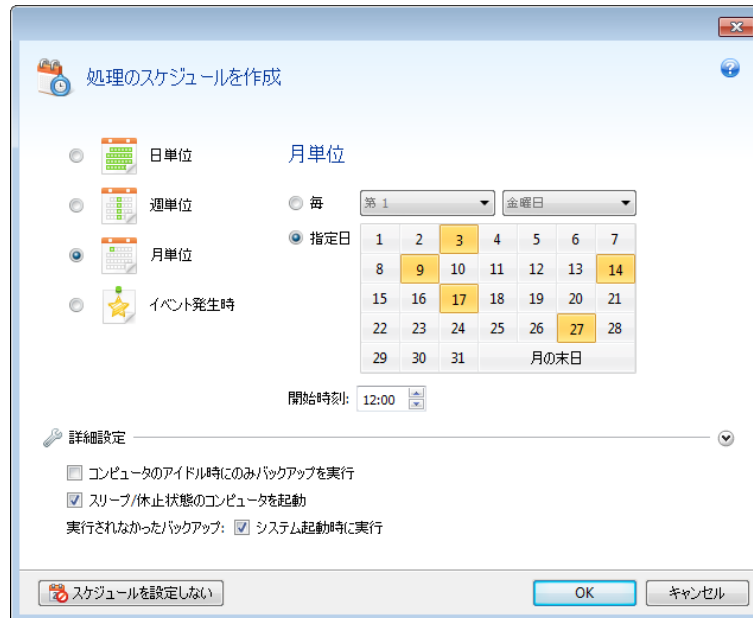 処理のスケジュールを作成
日単位
週単位
月単位
イベント発生時
月単位
毎 第 1 金曜日
指定日
1 2 3 4 5 6 7
8 9 10 11 12 13 14
15 16 17 18 19 20 21
22 23 24 25 26 27 28
29 30 31 月の末日
開始時刻: 12:00
詳細設定
コンピュータのアイドル時にのみバックアップを実行
スリープ/休止状態のコンピュータを起動
実行されなかったバックアップ: システム起動時に実行
スケジュールを設定しない OK キャンセル